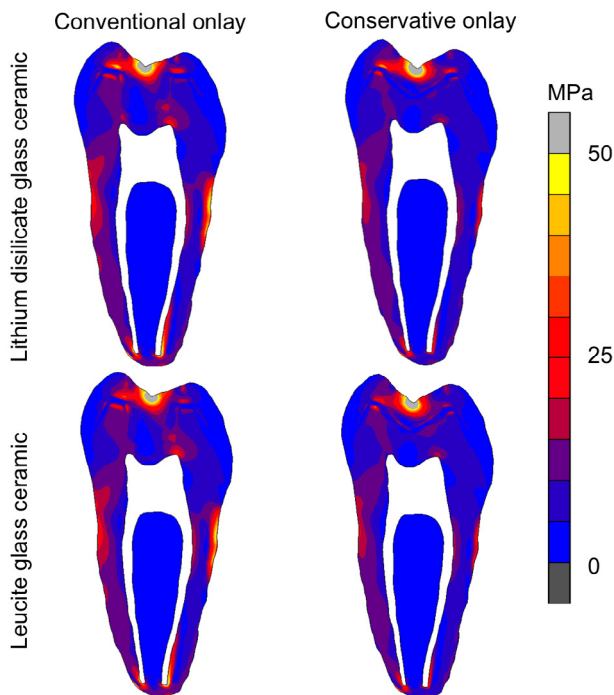 Conventional onlay
Conservative onlay
Lithium disilicate glass ceramic
Leucite glass ceramic
MPa
50
25
0